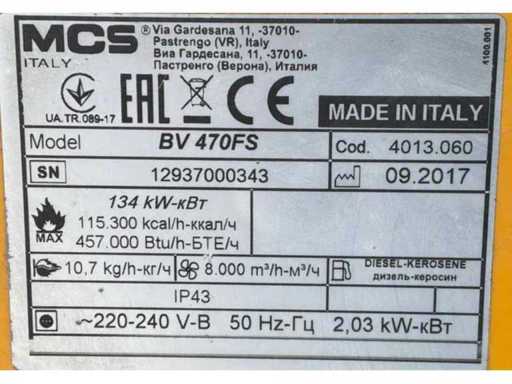 MCS ® Via Gardesana 11, -37010-
Pastrengo (VR), Italy
ITALY Виа Гардесана, 11, -37010-
Пастренго (Верона), Италия
4100.001
UA.TR.089-17 EAC CE MADE IN ITALY
Model BV 470FS Cod. 4013.060
SN 12937000343 09.2017
134 kW-кВт
MAX 115.300 kcal/h-ккал/ч
457.000 Btu/h-БТЕ/ч
10,7 kg/h-кг/ч 8.000 m³/h-м³/ч DIESEL-KEROSENE
дизель-керосин
IP43
~220-240 V-В 50 Hz-Гц 2,03 kW-кВт